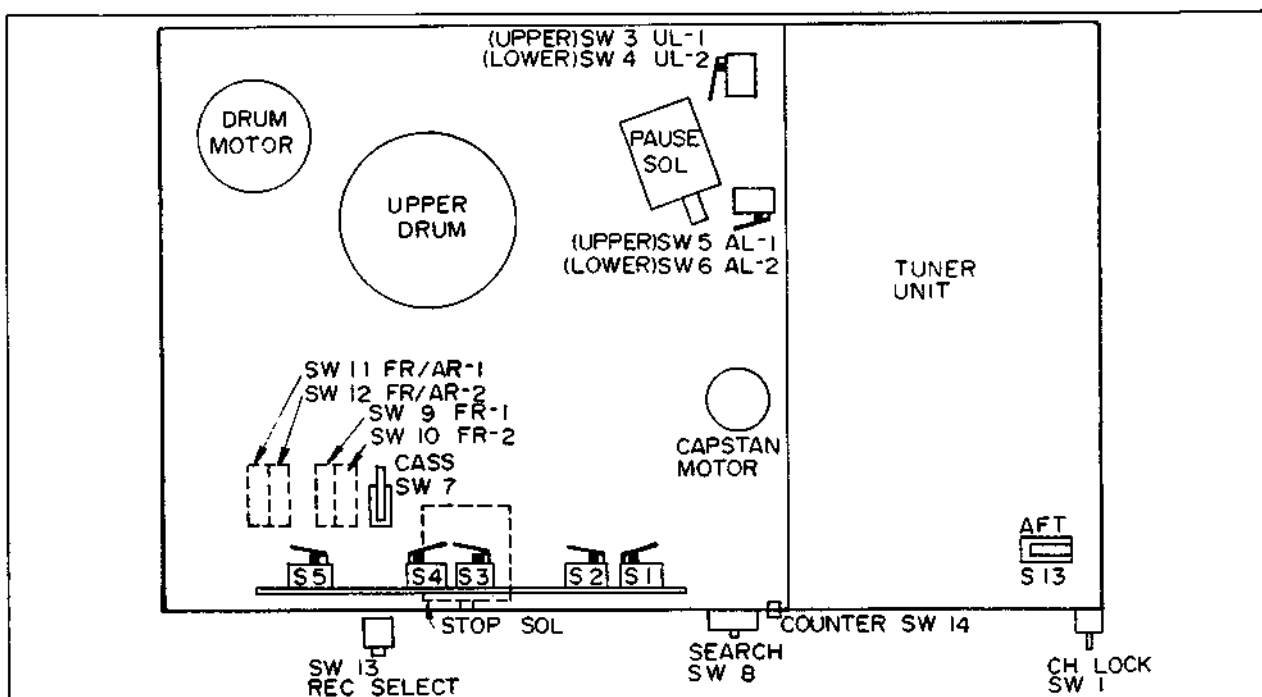 (UPPER)SW 3 UL-1
(LOWER)SW 4 UL-2
DRUM
MOTOR
PAUSE
SOL
UPPER
DRUM
(UPPER)SW 5 AL-1
(LOWER)SW 6 AL-2
TUNER
UNIT
SW 11 FR/AR-1
SW 12 FR/AR-2
SW 9 FR-1
SW 10 FR-2
CASS
SW 7
CAPSTAN
MOTOR
AFT
S 13
S5
S4
S3
S2
S1
STOP SOL
COUNTER SW 14
SW 13
REC SELECT
SEARCH
SW 8
CH LOCK
SW 1